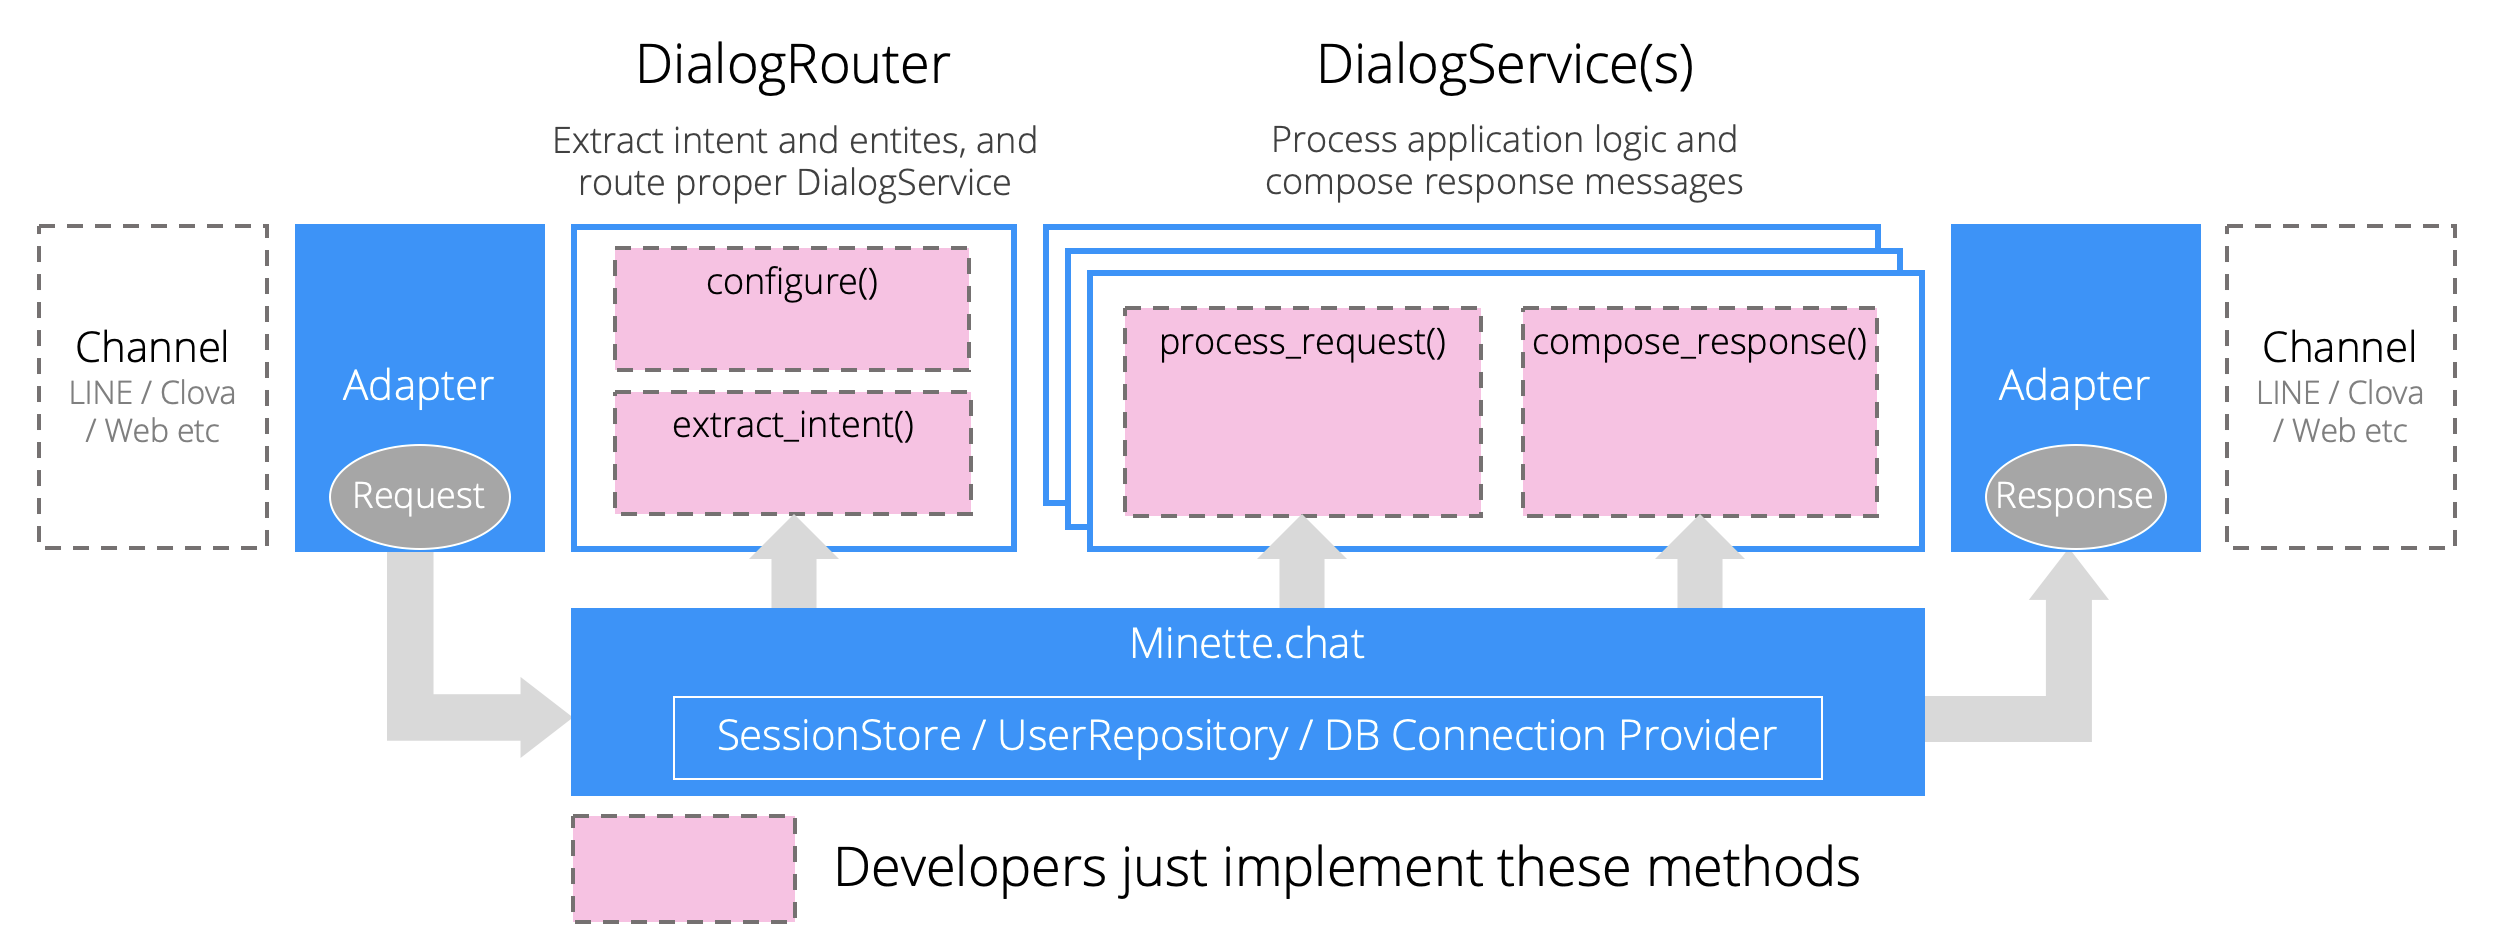 DialogRouter
Extract intent and entites, and
route proper DialogService
DialogService(s)
Process application logic and
compose response messages
Channel
LINE / Clova
/ Web etc
Adapter
Request
configure()
extract_intent()
process_request()
compose_response()
Adapter
Response
Channel
LINE / Clova
/ Web etc
Minette.chat
SessionStore / UserRepository / DB Connection Provider
Developers just implement these methods